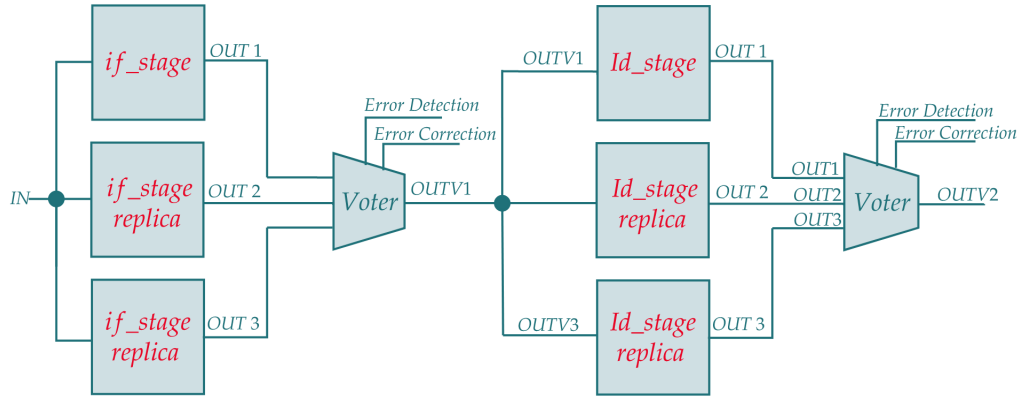 if_stage
OUT 1
IN
if_stage
replica
OUT 2
if_stage
replica
OUT 3
Error Detection
Error Correction
Voter
OUTV1
OUTV1
Id_stage
OUT 1
Id_stage
replica
OUT 2
OUTV3
Id_stage
replica
OUT 3
Error Detection
Error Correction
OUT1
OUT2
OUT3
Voter
OUTV2